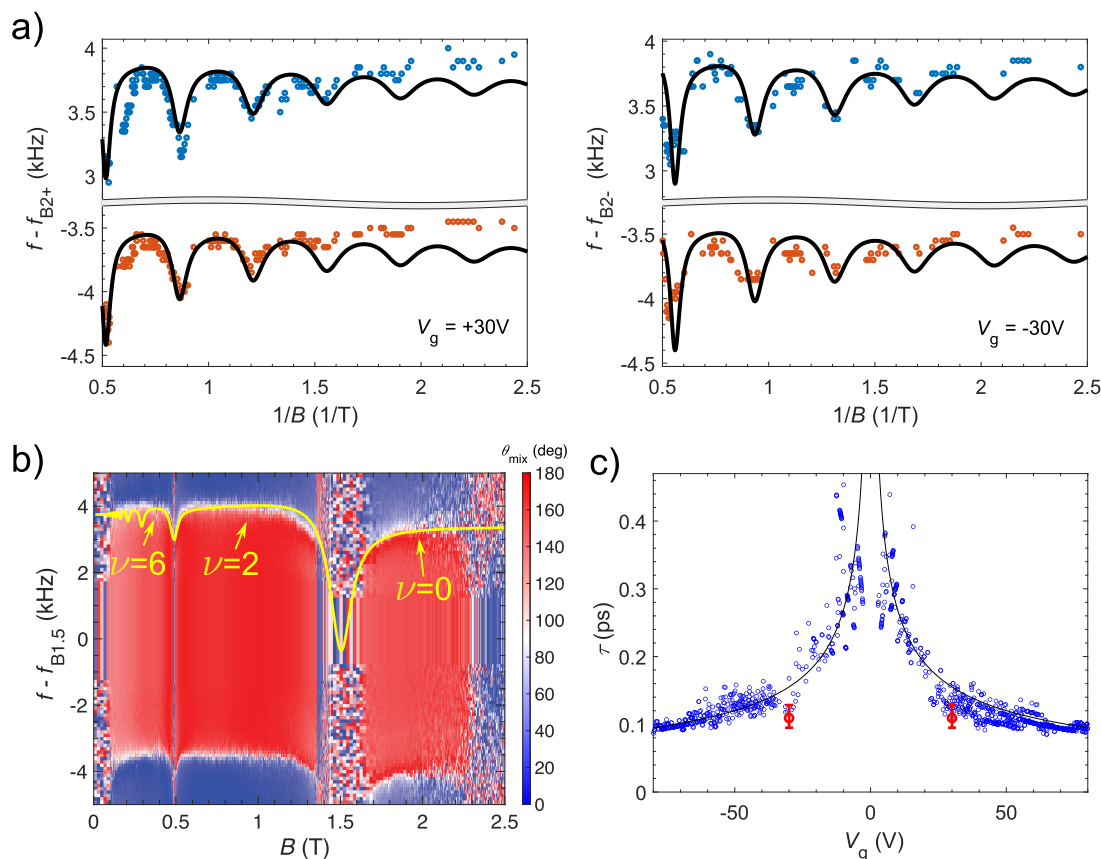 a)
f - f_B2+ (kHz)
4
3.5
3
-3.5
-4
-4.5
V_g = +30V
0.5 1 1.5 2 2.5
1/B (1/T)
f - f_B2- (kHz)
4
3.5
3
-3.5
-4
-4.5
V_g = -30V
0.5 1 1.5 2 2.5
1/B (1/T)
b)
θ_mix (deg)
f - f_B1.5 (kHz)
4
2
0
-2
-4
ν=6
ν=2
ν=0
0 0.5 1 1.5 2 2.5
B (T)
180
160
140
120
100
80
60
40
20
0
c)
τ (ps)
0.4
0.3
0.2
0.1
0
-50 0 50
V_g (V)